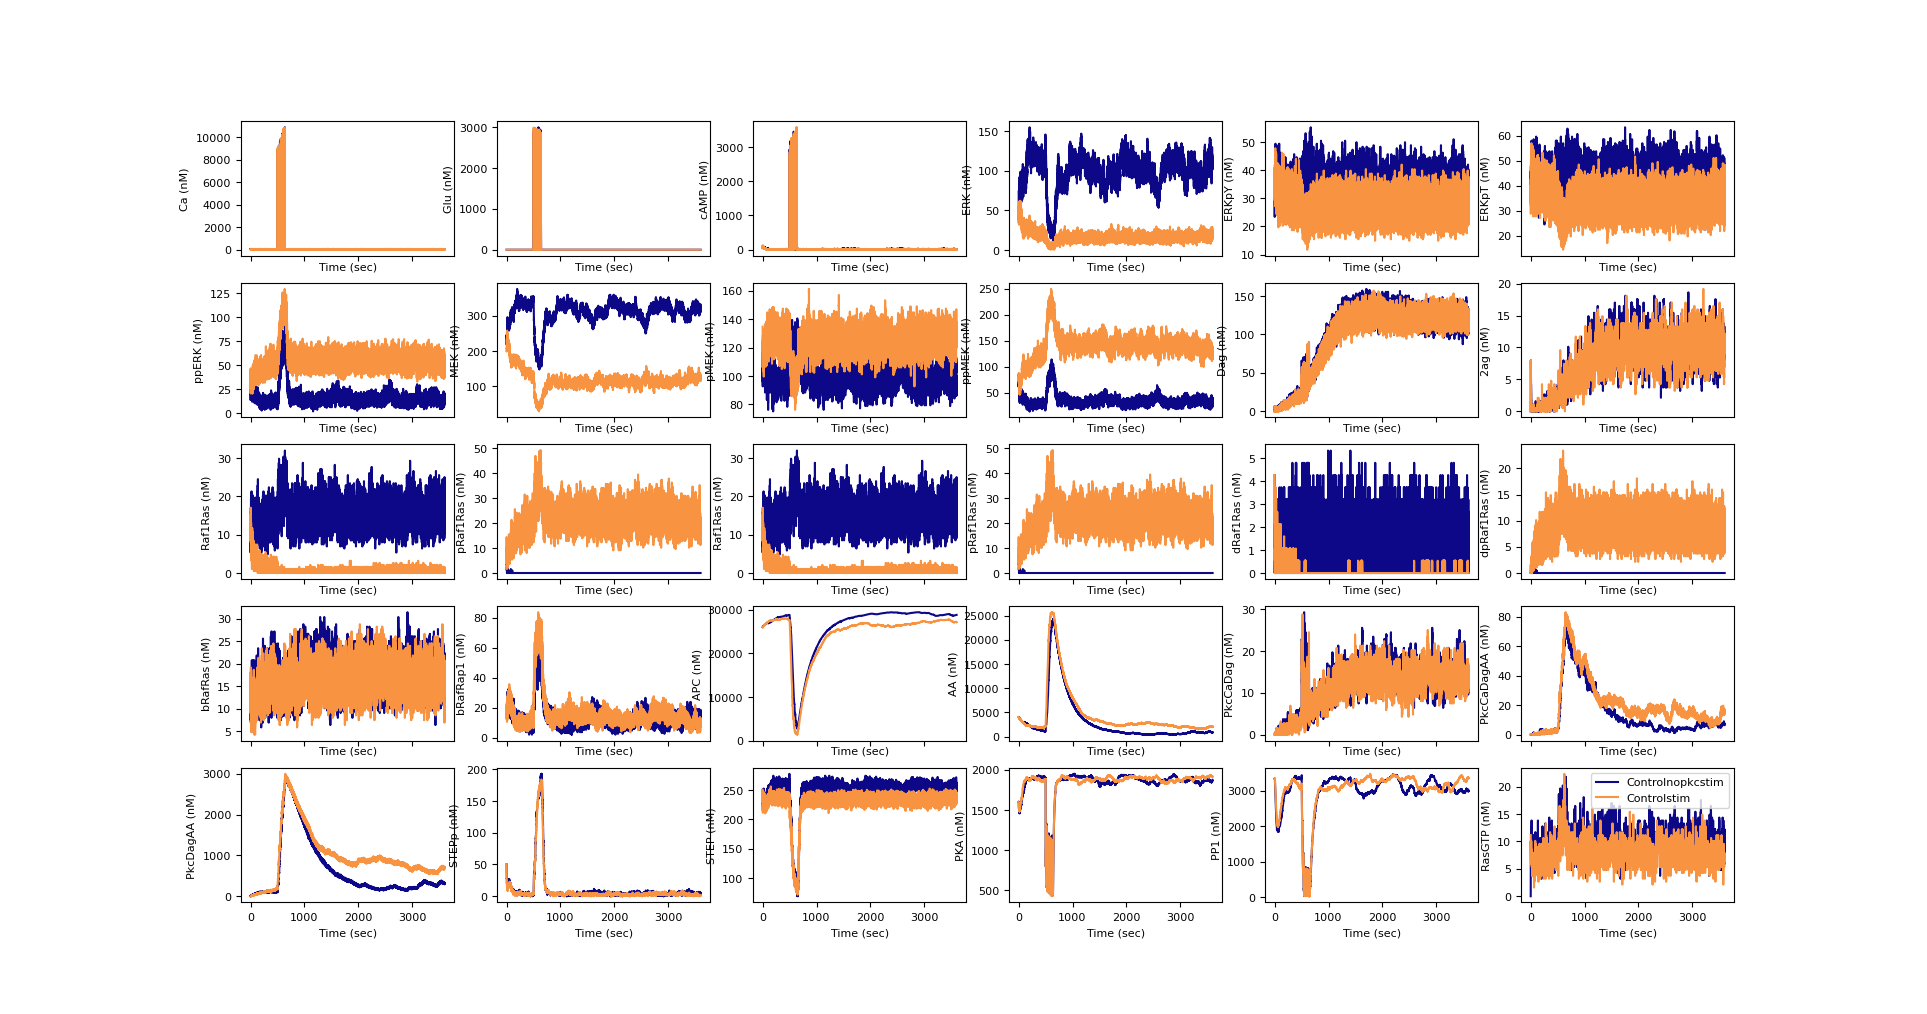 Ca (nM)
10000
8000
6000
4000
2000
0
Time (sec)
Glu (nM)
3000
2000
1000
0
Time (sec)
cAMP (nM)
3000
2000
1000
0
Time (sec)
ERK (nM)
150
100
50
0
Time (sec)
ERKpY (nM)
50
40
30
20
10
Time (sec)
ERKpT (nM)
60
50
40
30
20
Time (sec)
ppERK (nM)
125
100
75
50
25
0
Time (sec)
MEK (nM)
300
200
100
Time (sec)
pMEK (nM)
160
140
120
100
80
Time (sec)
ppMEK (nM)
250
200
150
100
50
Time (sec)
Dag (nM)
150
100
50
0
Time (sec)
2ag (nM)
20
15
10
5
0
Time (sec)
Raf1Ras (nM)
30
20
10
0
Time (sec)
pRaf1Ras (nM)
50
40
30
20
10
0
Time (sec)
Raf1Ras (nM)
30
20
10
0
Time (sec)
pRaf1Ras (nM)
50
40
30
20
10
0
Time (sec)
dRaf1Ras (nM)
5
4
3
2
1
0
Time (sec)
dpRaf1Ras (nM)
20
15
10
5
0
Time (sec)
bRafRas (nM)
30
25
20
15
10
5
Time (sec)
bRafRap1 (nM)
80
60
40
20
0
Time (sec)
APC (nM)
30000
20000
10000
0
Time (sec)
AA (nM)
25000
20000
15000
10000
5000
0
Time (sec)
PkcCaDag (nM)
30
20
10
0
Time (sec)
PkcCaDagAA (nM)
80
60
40
20
0
Time (sec)
PkcDagAA (nM)
3000
2000
1000
0
0 1000 2000 3000
Time (sec)
STEPp (nM)
200
150
100
50
0
0 1000 2000 3000
Time (sec)
STEP (nM)
250
200
150
100
0 1000 2000 3000
Time (sec)
PKA (nM)
2000
1500
1000
500
0 1000 2000 3000
Time (sec)
PP1 (nM)
3000
2000
1000
0
0 1000 2000 3000
Time (sec)
RasGTP (nM)
20
15
10
5
0
0 1000 2000 3000
Time (sec)
Controlnopkcstim
Controlstim